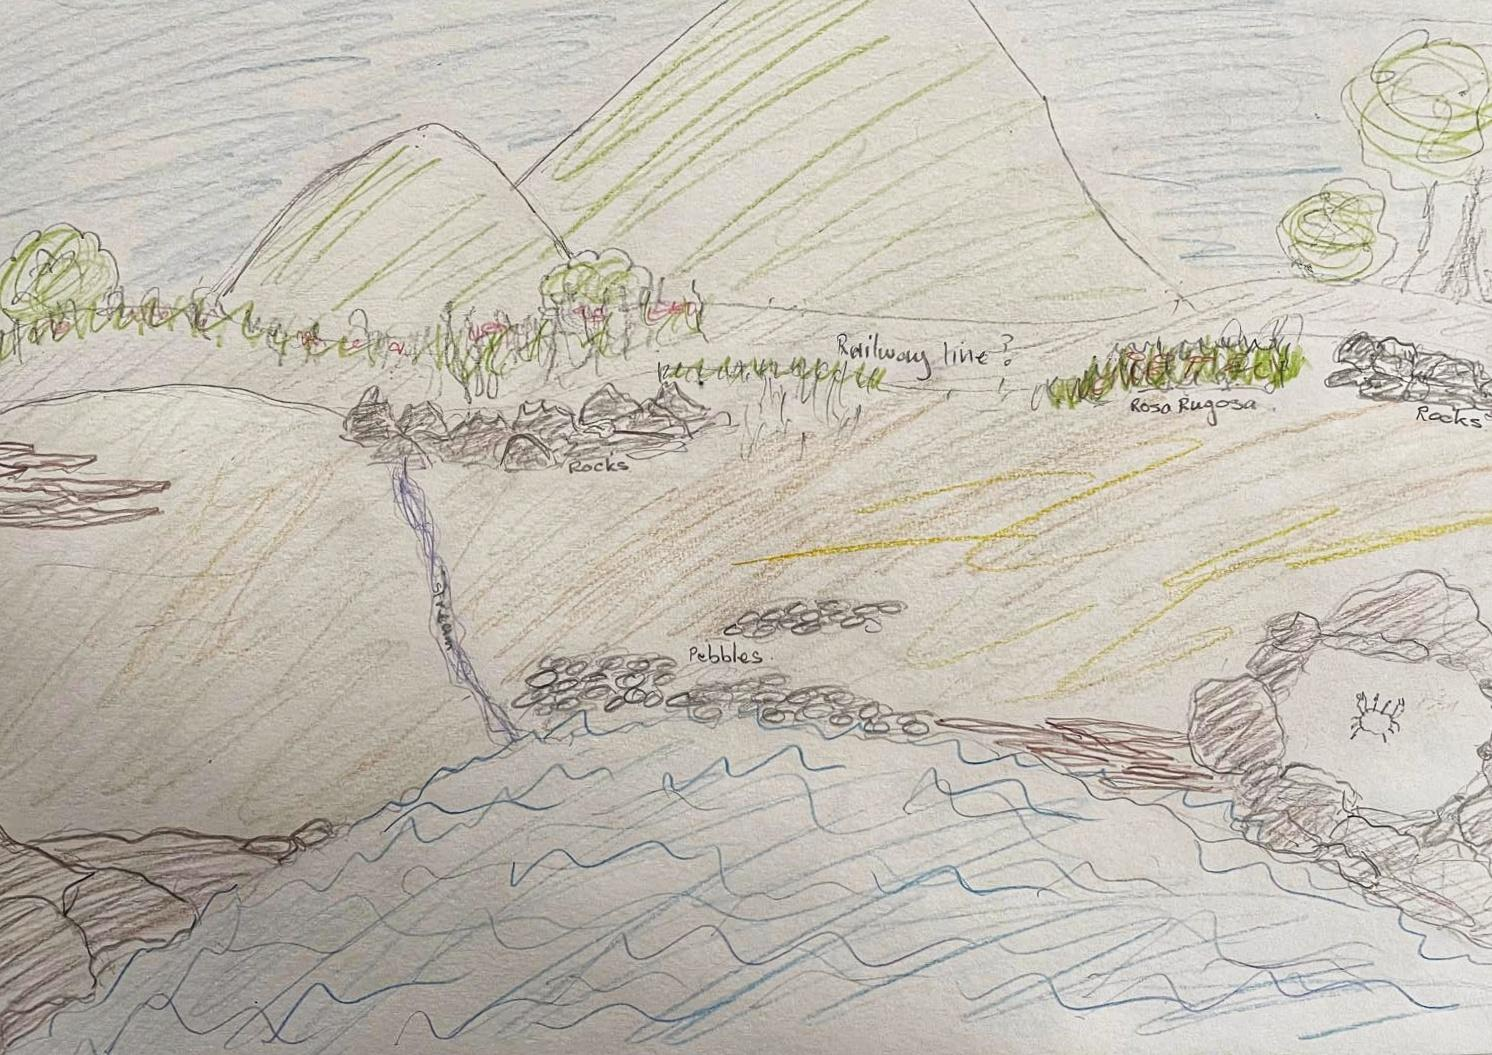 Railway line?
Rosa Rugosa
Rocks
Rocks
stream
Pebbles.